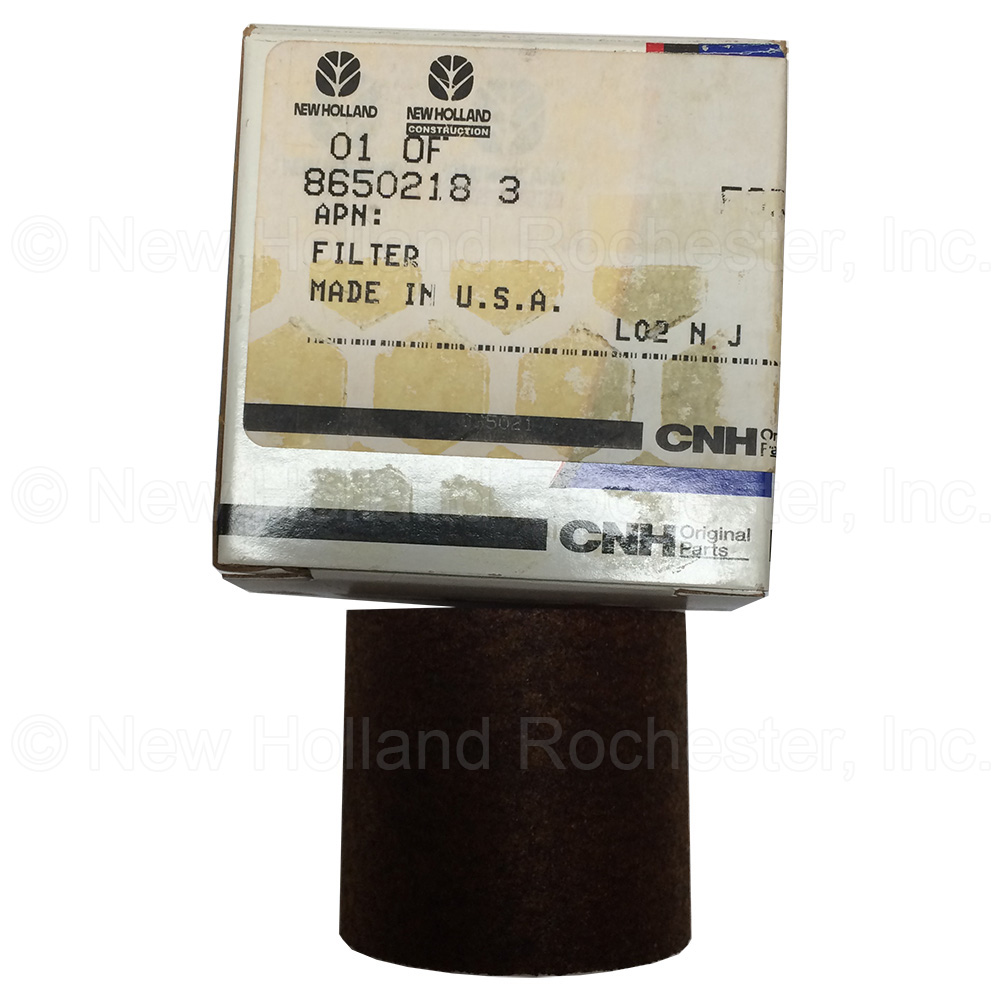 NEW HOLLAND NEW HOLLAND
CONSTRUCTION
01 OF
8650218 3
APN:
FILTER
MADE IN U.S.A.
L02 N J
CNH
CNH Original
Parts
© New Holland Rochester, Inc.
© New Holland Rochester, Inc.
© New Holland Rochester, Inc.